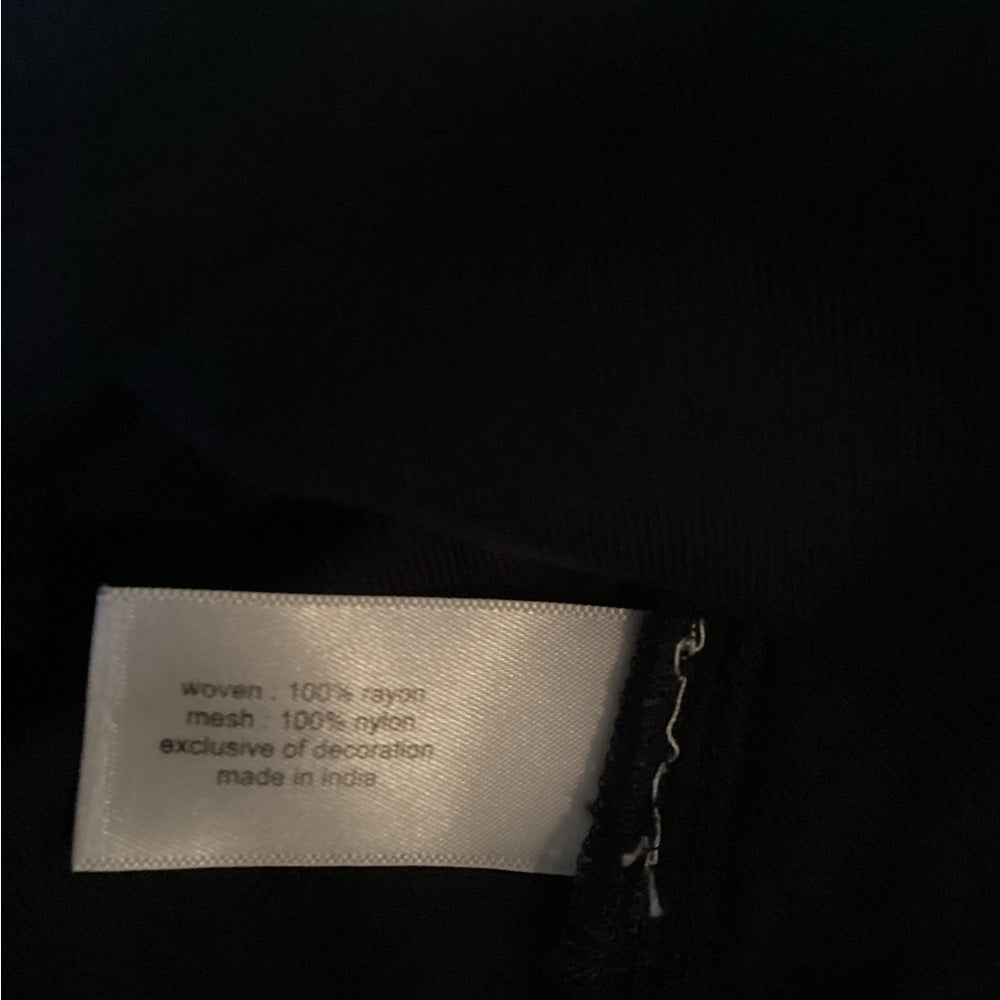 woven : 100% rayon
mesh : 100% nylon
exclusive of decoration
made in india